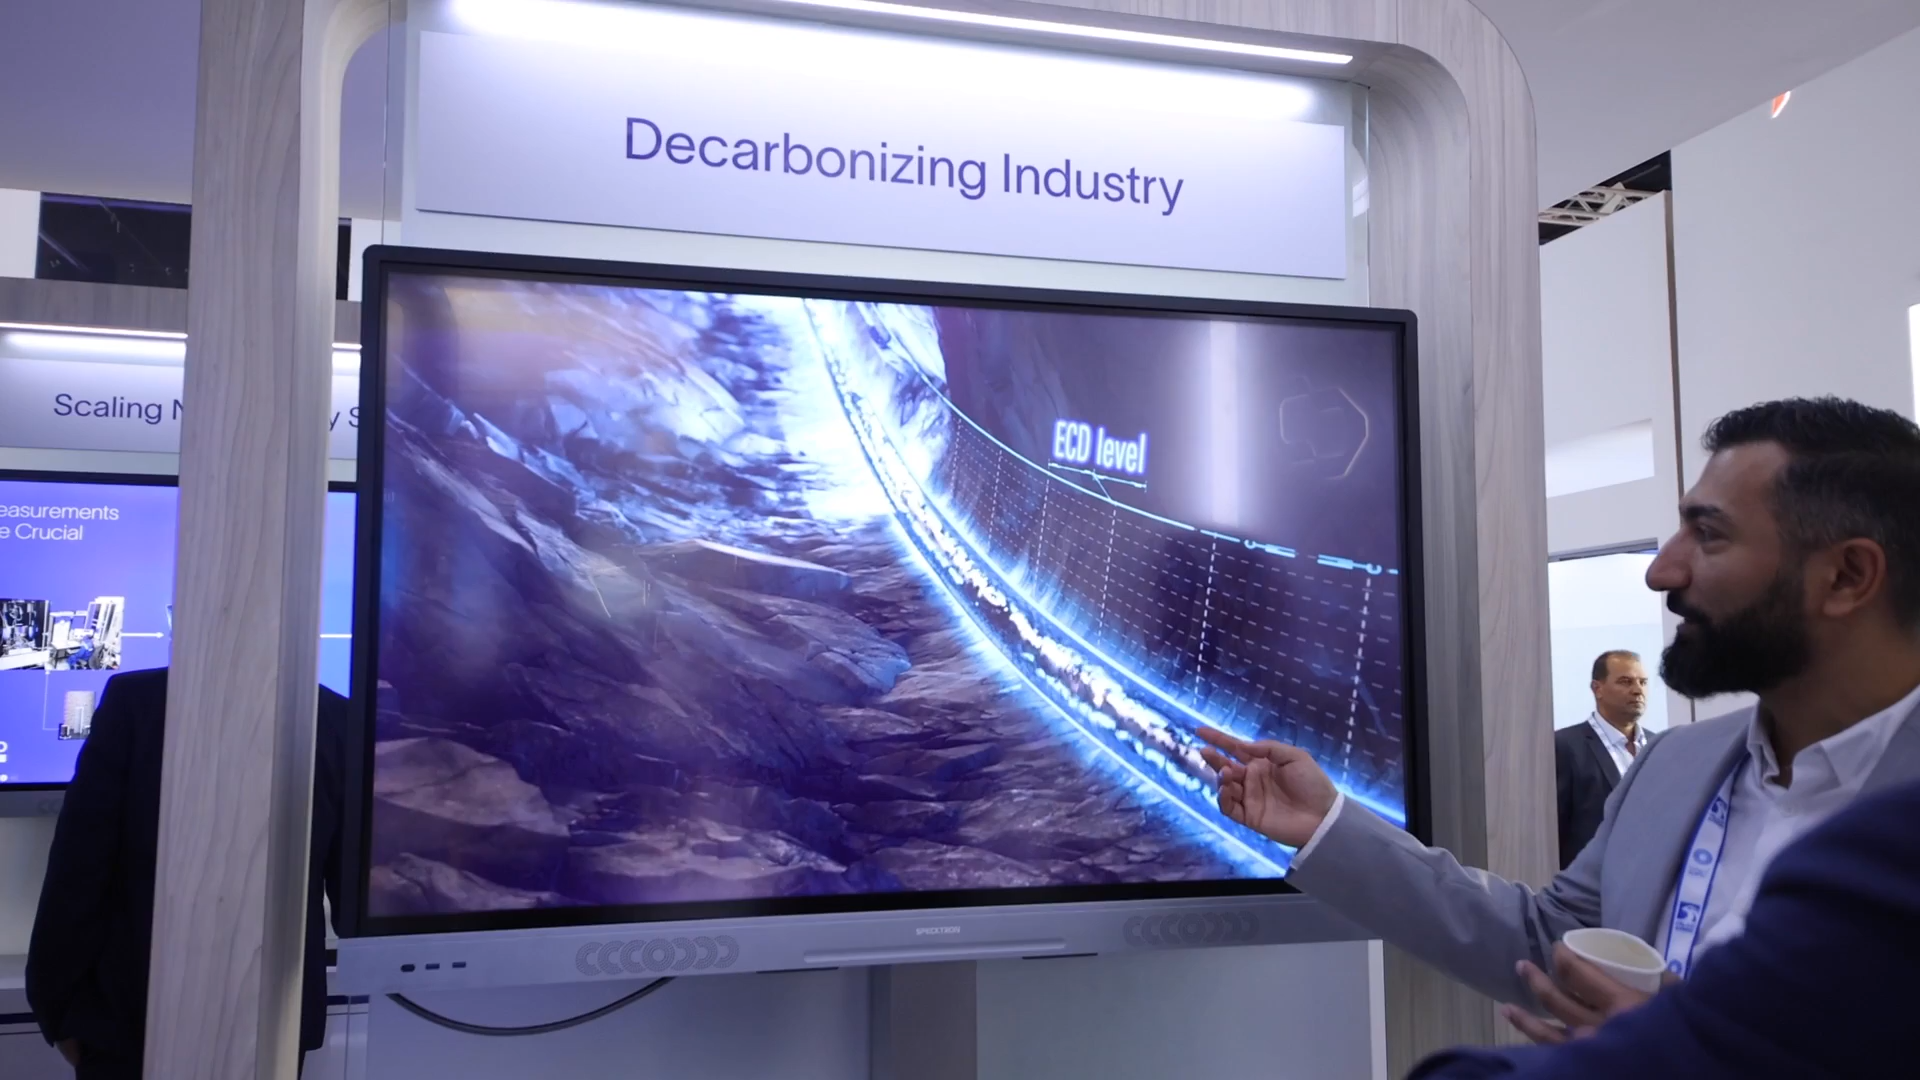 Decarbonizing Industry
Scaling
easurements
e Crucial
ECD level
SPECKTRON